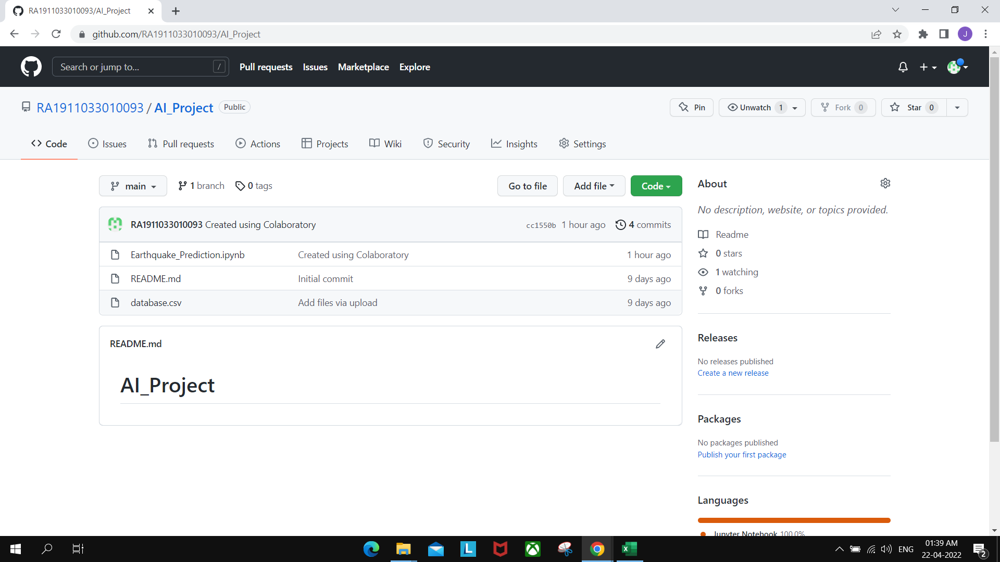 RA1911033010093/AI_Project
github.com/RA1911033010093/AI_Project
J
Search or jump to... /
Pull requests Issues Marketplace Explore
RA1911033010093 / AI_Project Public
Pin Unwatch 1 Fork 0 Star 0
Code Issues Pull requests Actions Projects Wiki Security Insights Settings
main 1 branch 0 tags Go to file Add file Code
RA1911033010093 Created using Colaboratory cc1550b 1 hour ago 4 commits
Earthquake_Prediction.ipynb Created using Colaboratory 1 hour ago
README.md Initial commit 9 days ago
database.csv Add files via upload 9 days ago
README.md
AI_Project
About
No description, website, or topics provided.
Readme
0 stars
1 watching
0 forks
Releases
No releases published
Create a new release
Packages
No packages published
Publish your first package
Languages
Jupyter Notebook 100.0%
L
ENG
01:39 AM
22-04-2022
2